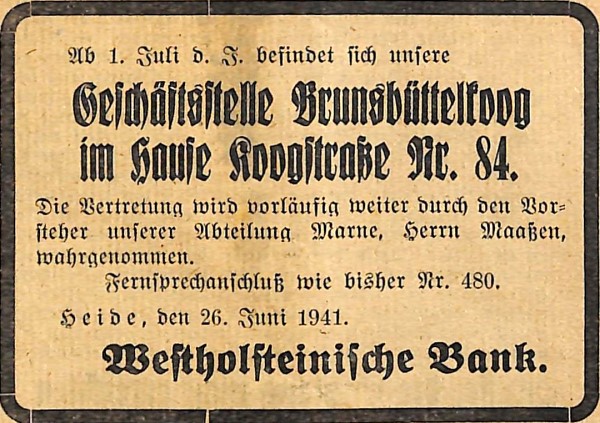 Ab 1. Juli d. J. befindet sich unsere
Geschäftsstelle Brunsbüttelkoog
im Hause Koogstraße Nr. 84.
Die Vertretung wird vorläufig weiter durch den Vor-
steher unserer Abteilung Marne, Herrn Maaßen,
wahrgenommen.
Fernsprechanschluß wie bisher Nr. 480.
Heide, den 26. Juni 1941.
Westholsteinische Bank.